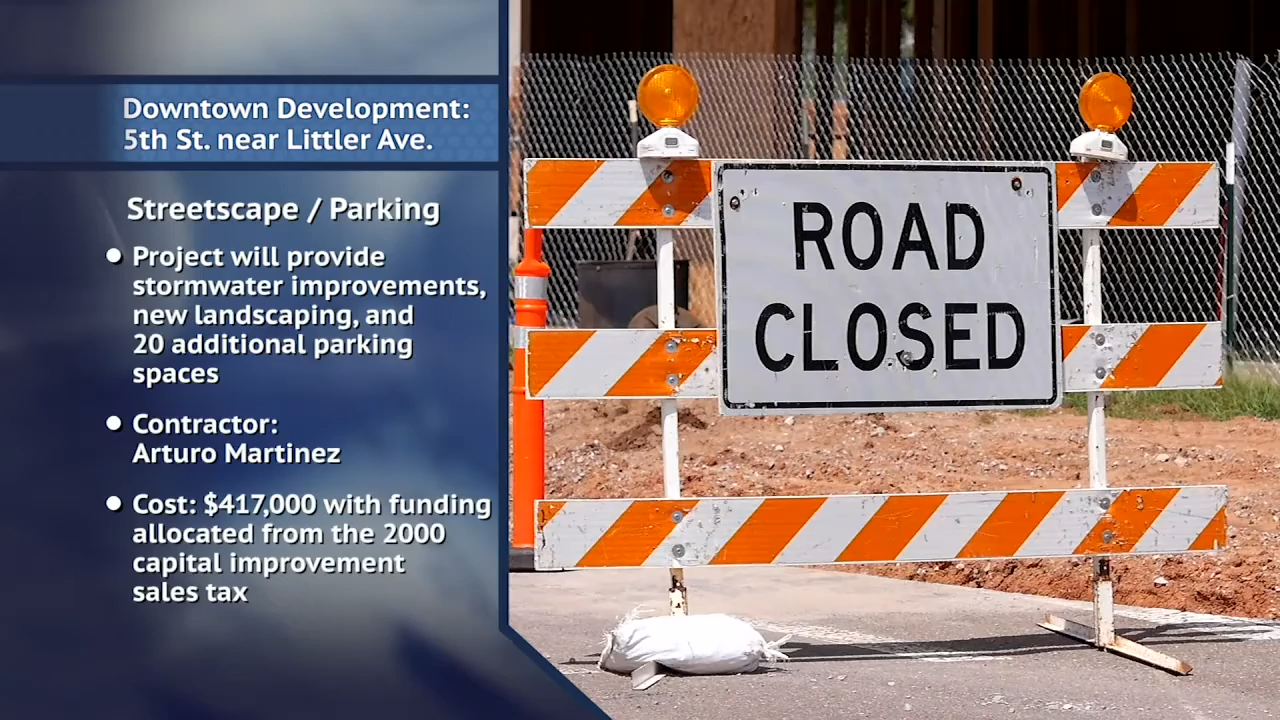 Downtown Development:
5th St. near Littler Ave.
Streetscape / Parking
Project will provide
stormwater improvements,
new landscaping, and
20 additional parking
spaces
Contractor:
Arturo Martinez
Cost: $417,000 with funding
allocated from the 2000
capital improvement
sales tax
ROAD
CLOSED